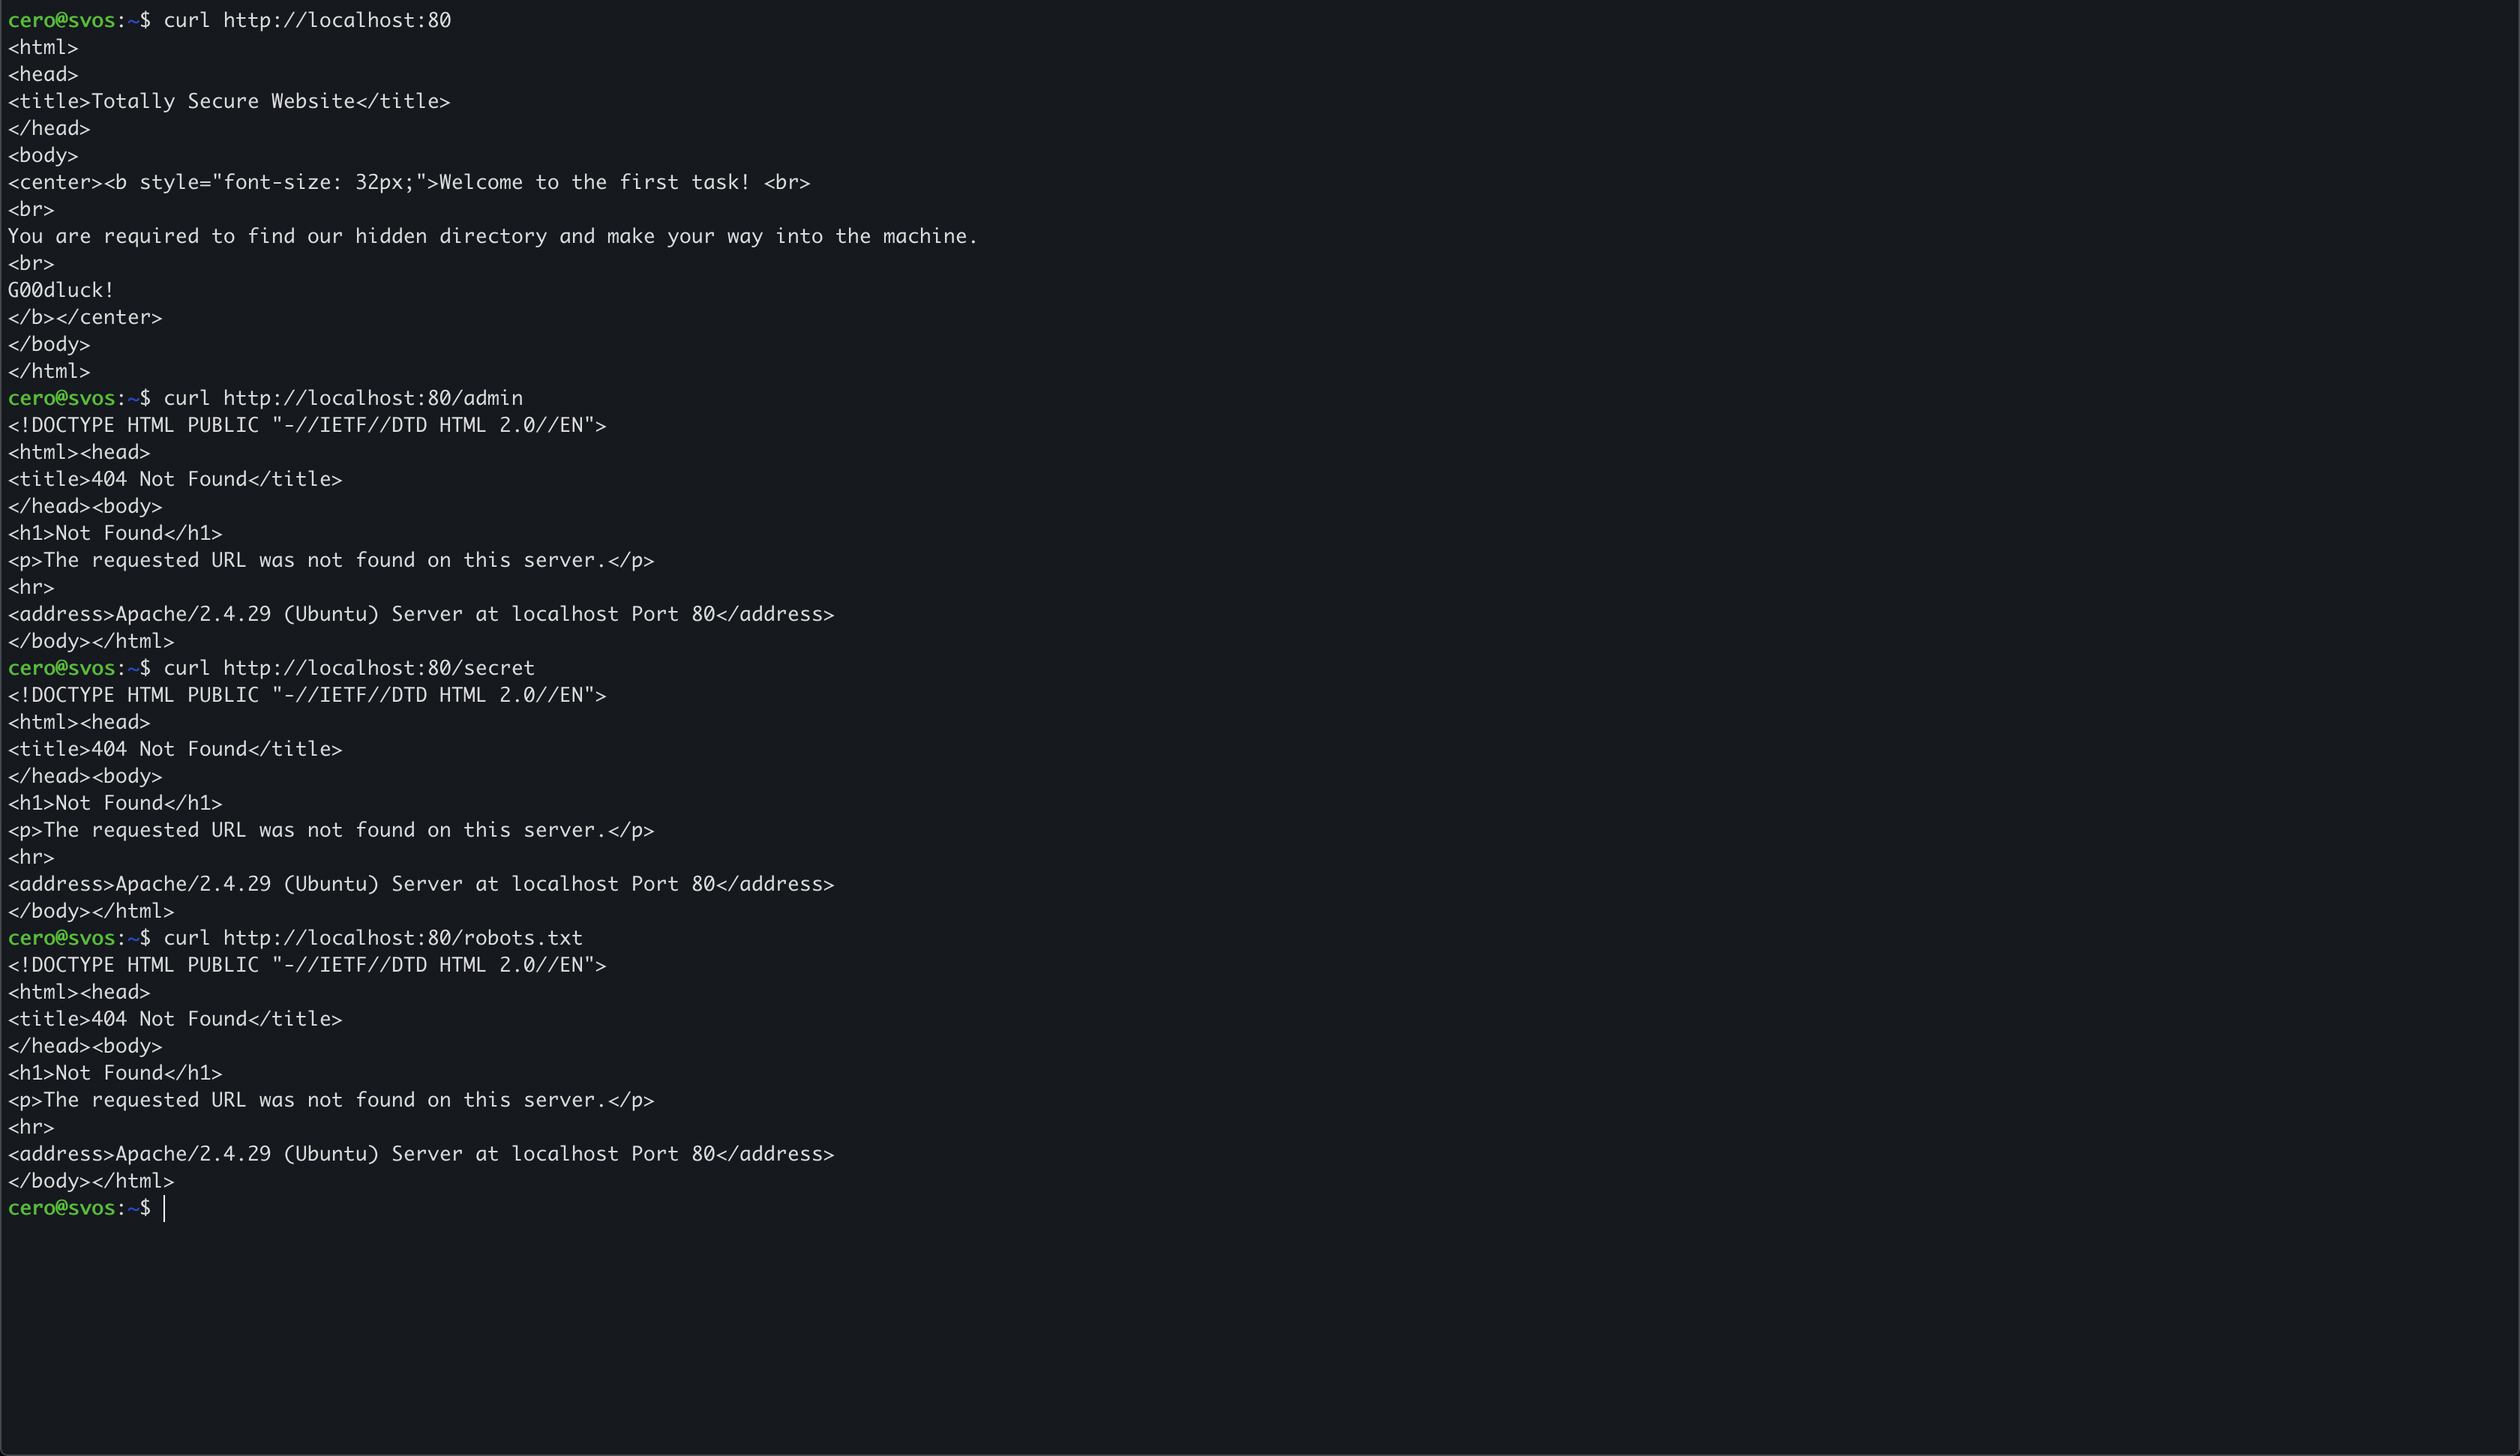 cero@svos:~$ curl http://localhost:80
<html>
<head>
<title>Totally Secure Website</title>
</head>
<body>
<center><b style="font-size: 32px;">Welcome to the first task! <br>
<br>
You are required to find our hidden directory and make your way into the machine.
<br>
G00dluck!
</b></center>
</body>
</html>
cero@svos:~$ curl http://localhost:80/admin
<!DOCTYPE HTML PUBLIC "-//IETF//DTD HTML 2.0//EN">
<html><head>
<title>404 Not Found</title>
</head><body>
<h1>Not Found</h1>
<p>The requested URL was not found on this server.</p>
<hr>
<address>Apache/2.4.29 (Ubuntu) Server at localhost Port 80</address>
</body></html>
cero@svos:~$ curl http://localhost:80/secret
<!DOCTYPE HTML PUBLIC "-//IETF//DTD HTML 2.0//EN">
<html><head>
<title>404 Not Found</title>
</head><body>
<h1>Not Found</h1>
<p>The requested URL was not found on this server.</p>
<hr>
<address>Apache/2.4.29 (Ubuntu) Server at localhost Port 80</address>
</body></html>
cero@svos:~$ curl http://localhost:80/robots.txt
<!DOCTYPE HTML PUBLIC "-//IETF//DTD HTML 2.0//EN">
<html><head>
<title>404 Not Found</title>
</head><body>
<h1>Not Found</h1>
<p>The requested URL was not found on this server.</p>
<hr>
<address>Apache/2.4.29 (Ubuntu) Server at localhost Port 80</address>
</body></html>
cero@svos:~$